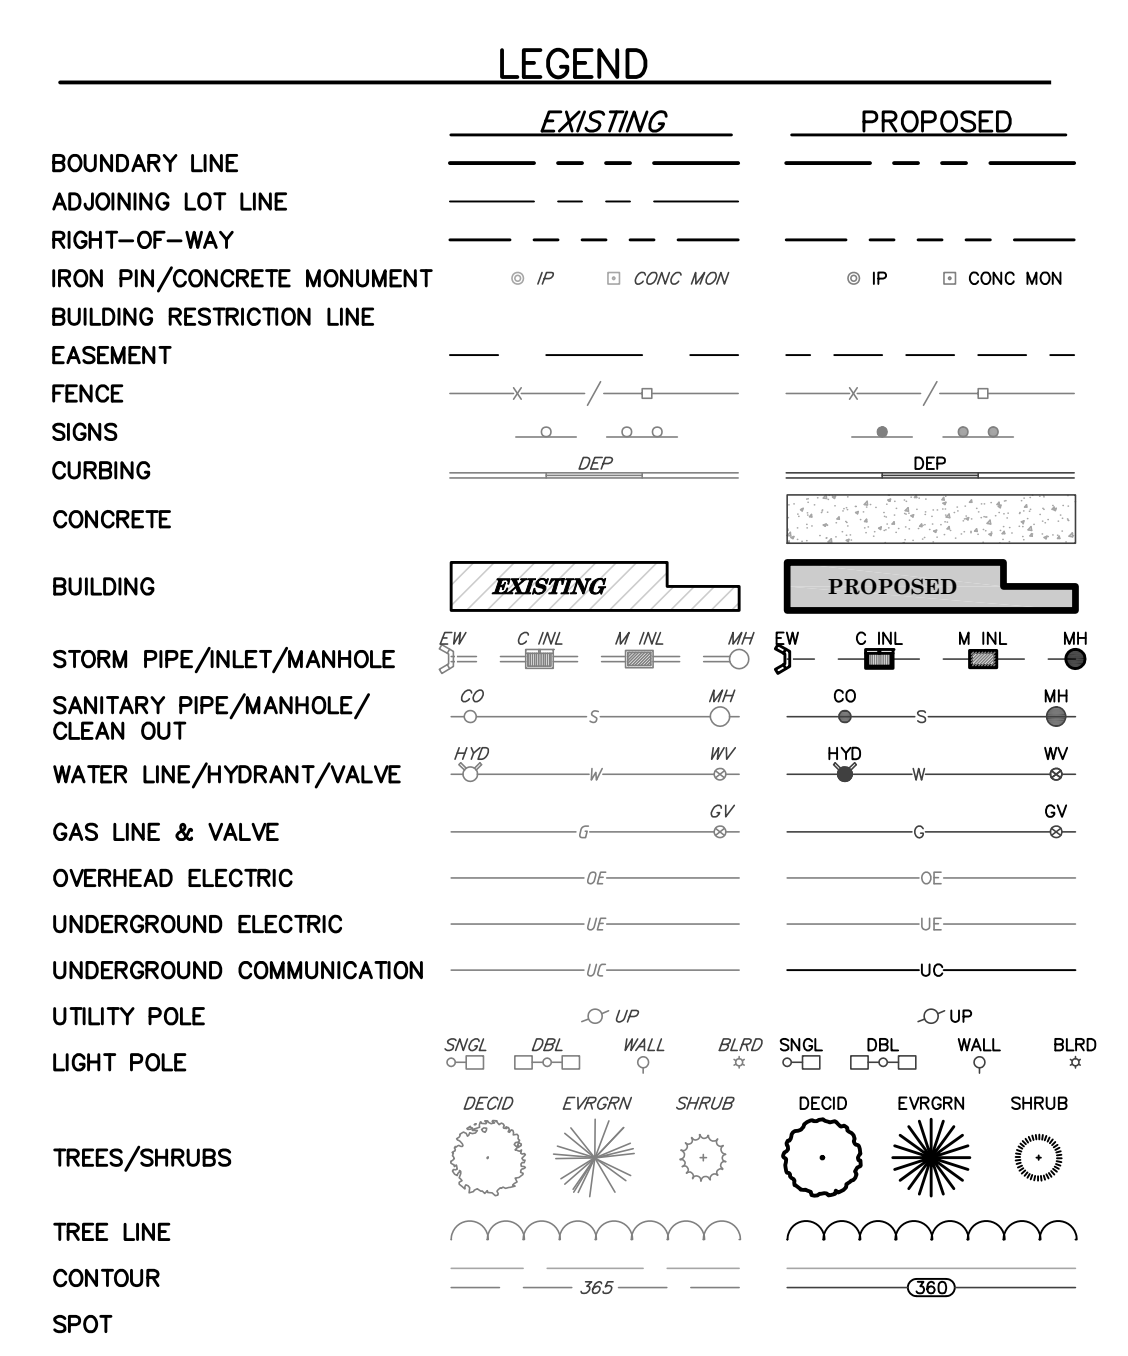 LEGEND
EXISTING PROPOSED
BOUNDARY LINE
ADJOINING LOT LINE
RIGHT-OF-WAY
IRON PIN/CONCRETE MONUMENT IP CONC MON IP CONC MON
BUILDING RESTRICTION LINE
EASEMENT
FENCE X X
SIGNS
CURBING DEP DEP
CONCRETE
BUILDING EXISTING PROPOSED
EW C INL M INL MH EW C INL M INL MH
STORM PIPE/INLET/MANHOLE
CO MH CO MH
SANITARY PIPE/MANHOLE/ S S
CLEAN OUT
HYD WV HYD WV
WATER LINE/HYDRANT/VALVE W W
GV GV
GAS LINE & VALVE G G
OVERHEAD ELECTRIC OE OE
UNDERGROUND ELECTRIC UE UE
UNDERGROUND COMMUNICATION UC UC
UTILITY POLE UP UP
SNGL DBL WALL BLRD SNGL DBL WALL BLRD
LIGHT POLE
DECID EVRGRN SHRUB DECID EVRGRN SHRUB
TREES/SHRUBS
TREE LINE
CONTOUR 365 360
SPOT